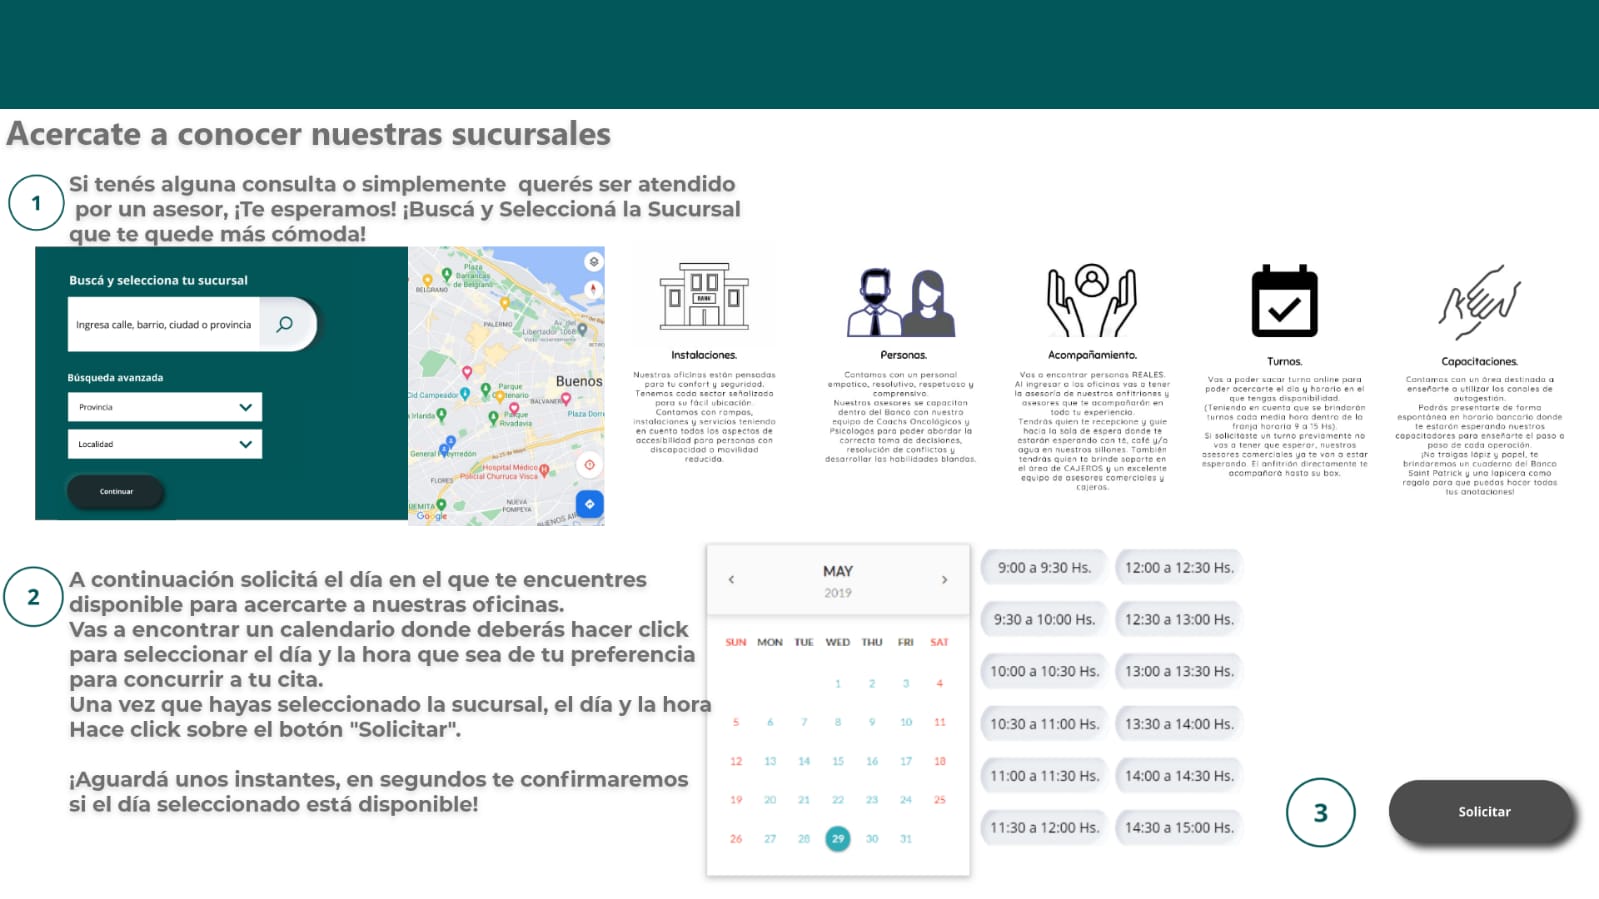 Acercate a conocer nuestras sucursales
1
Si tenés alguna consulta o simplemente querés ser atendido
por un asesor, ¡Te esperamos! ¡Buscá y Seleccioná la Sucursal
que te quede más cómoda!
Buscá y selecciona tu sucursal
Ingresa calle, barrio, ciudad o provincia
Búsqueda avanzada
Provincia
Localidad
Continuar
Plaza
Barrancas
de Belgrano
BELGRANO
PALERMO
Av. del
Libertador 1068
Visto recientemente
Buenos
Parque
Centenario
Cid Campeador
BALVANERA
Plaza Dorr
Irlanda
Parque
Rivadavia
General
Av. 25 de Mayo
Hospital Médico
Policial Churruca Visca
FLORES
NUEVA
POMPEYA
Google
BUENOS AI
BANK
Instalaciones.
Nuestras oficinas están pensadas
para tu confort y seguridad.
Tenemos cada sector señalizado
para su fácil ubicación.
Contamos con rampas,
instalaciones y servicios teniendo
en cuenta todos los aspectos de
accesibilidad para personas con
discapacidad o movilidad
reducida.
Personas.
Contamos con un personal
empatico, resolutivo, respetuoso y
comprensivo.
Nuestros asesores se capacitan
dentro del Banco con nuestro
equipo de Coachs Oncológicos y
Psicólogos para poder abordar la
correcta toma de decisiones,
resolución de conflictos y
desarrollar las habilidades blandas.
Acompañamiento.
Vas a encontrar personas REALES.
Al ingresar a las oficinas vas a tener
la asesoría de nuestros anfitriones y
asesores que te acompañarán en
toda tu experiencia.
Tendrás quien te recepcione y guie
hacia la sala de espera donde te
estarán esperando con té, café y/o
agua en nuestros sillones. También
tendrás quien te brinde soporte en
el área de CAJEROS y un excelente
equipo de asesores comerciales y
cajeros.
Turnos.
Vas a poder sacar turno online para
poder acercarte el día y horario en el
que tengas disponibilidad.
(Teniendo en cuenta que se brindarán
turnos cada media hora dentro de la
franja horaria 9 a 15 Hs).
Si solicitaste un turno previamente no
vas a tener que esperar, nuestros
asesores comerciales ya te van a estar
esperando. El anfitrión directamente te
acompañará hasta su box.
Capacitaciones.
Contamos con un área destinada a
enseñarte a utilizar los canales de
autogestión.
Podrás presentarte de forma
espontánea en horario bancario donde
te estarán esperando nuestros
capacitadores para enseñarte el paso a
paso de cada operación.
¡No traigas lápiz y papel, te
brindaremos un cuaderno del Banco
Saint Patrick y una lapicera como
regalo para que puedas hacer todas
tus anotaciones!
2
A continuación solicitá el día en el que te encuentres
disponible para acercarte a nuestras oficinas.
Vas a encontrar un calendario donde deberás hacer click
para seleccionar el día y la hora que sea de tu preferencia
para concurrir a tu cita.
Una vez que hayas seleccionado la sucursal, el día y la hora
Hace click sobre el botón "Solicitar".
¡Aguardá unos instantes, en segundos te confirmaremos
si el día seleccionado está disponible!
< MAY >
2019
SUN MON TUE WED THU FRI SAT
1 2 3 4
5 6 7 8 9 10 11
12 13 14 15 16 17 18
19 20 21 22 23 24 25
26 27 28 29 30 31
9:00 a 9:30 Hs. 12:00 a 12:30 Hs.
9:30 a 10:00 Hs. 12:30 a 13:00 Hs.
10:00 a 10:30 Hs. 13:00 a 13:30 Hs.
10:30 a 11:00 Hs. 13:30 a 14:00 Hs.
11:00 a 11:30 Hs. 14:00 a 14:30 Hs.
11:30 a 12:00 Hs. 14:30 a 15:00 Hs.
3
Solicitar